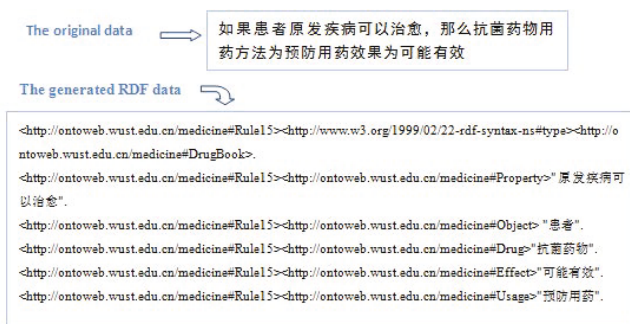 The original data
如果患者原发疾病可以治愈，那么抗菌药物用
药方法为预防用药效果为可能有效
The generated RDF data
<http://ontoweb.wust.edu.cn/medicine#Rule15><http://www.w3.org/1999/02/22-rdf-syntax-ns#type><http://o
ntoweb.wust.edu.cn/medicine#DrugBook>.
<http://ontoweb.wust.edu.cn/medicine#Rule15><http://ontoweb.wust.edu.cn/medicine#Property>"原发疾病可
以治愈".
<http://ontoweb.wust.edu.cn/medicine#Rule15><http://ontoweb.wust.edu.cn/medicine#Object> "患者".
<http://ontoweb.wust.edu.cn/medicine#Rule15><http://ontoweb.wust.edu.cn/medicine#Drug>"抗菌药物".
<http://ontoweb.wust.edu.cn/medicine#Rule15><http://ontoweb.wust.edu.cn/medicine#Effect>"可能有效".
<http://ontoweb.wust.edu.cn/medicine#Rule15><http://ontoweb.wust.edu.cn/medicine#Usage>"预防用药".